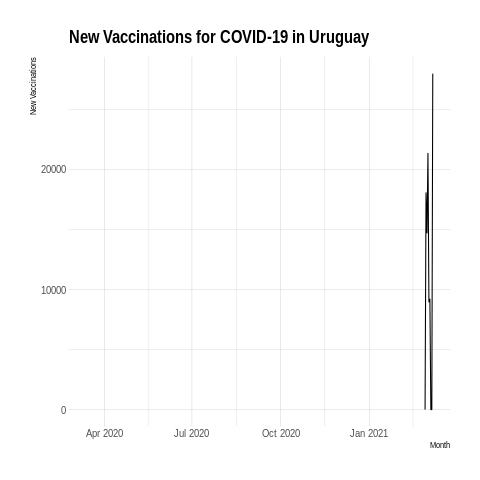 New Vaccinations for COVID-19 in Uruguay
New Vaccinations
20000
10000
0
Apr 2020 Jul 2020 Oct 2020 Jan 2021
Month